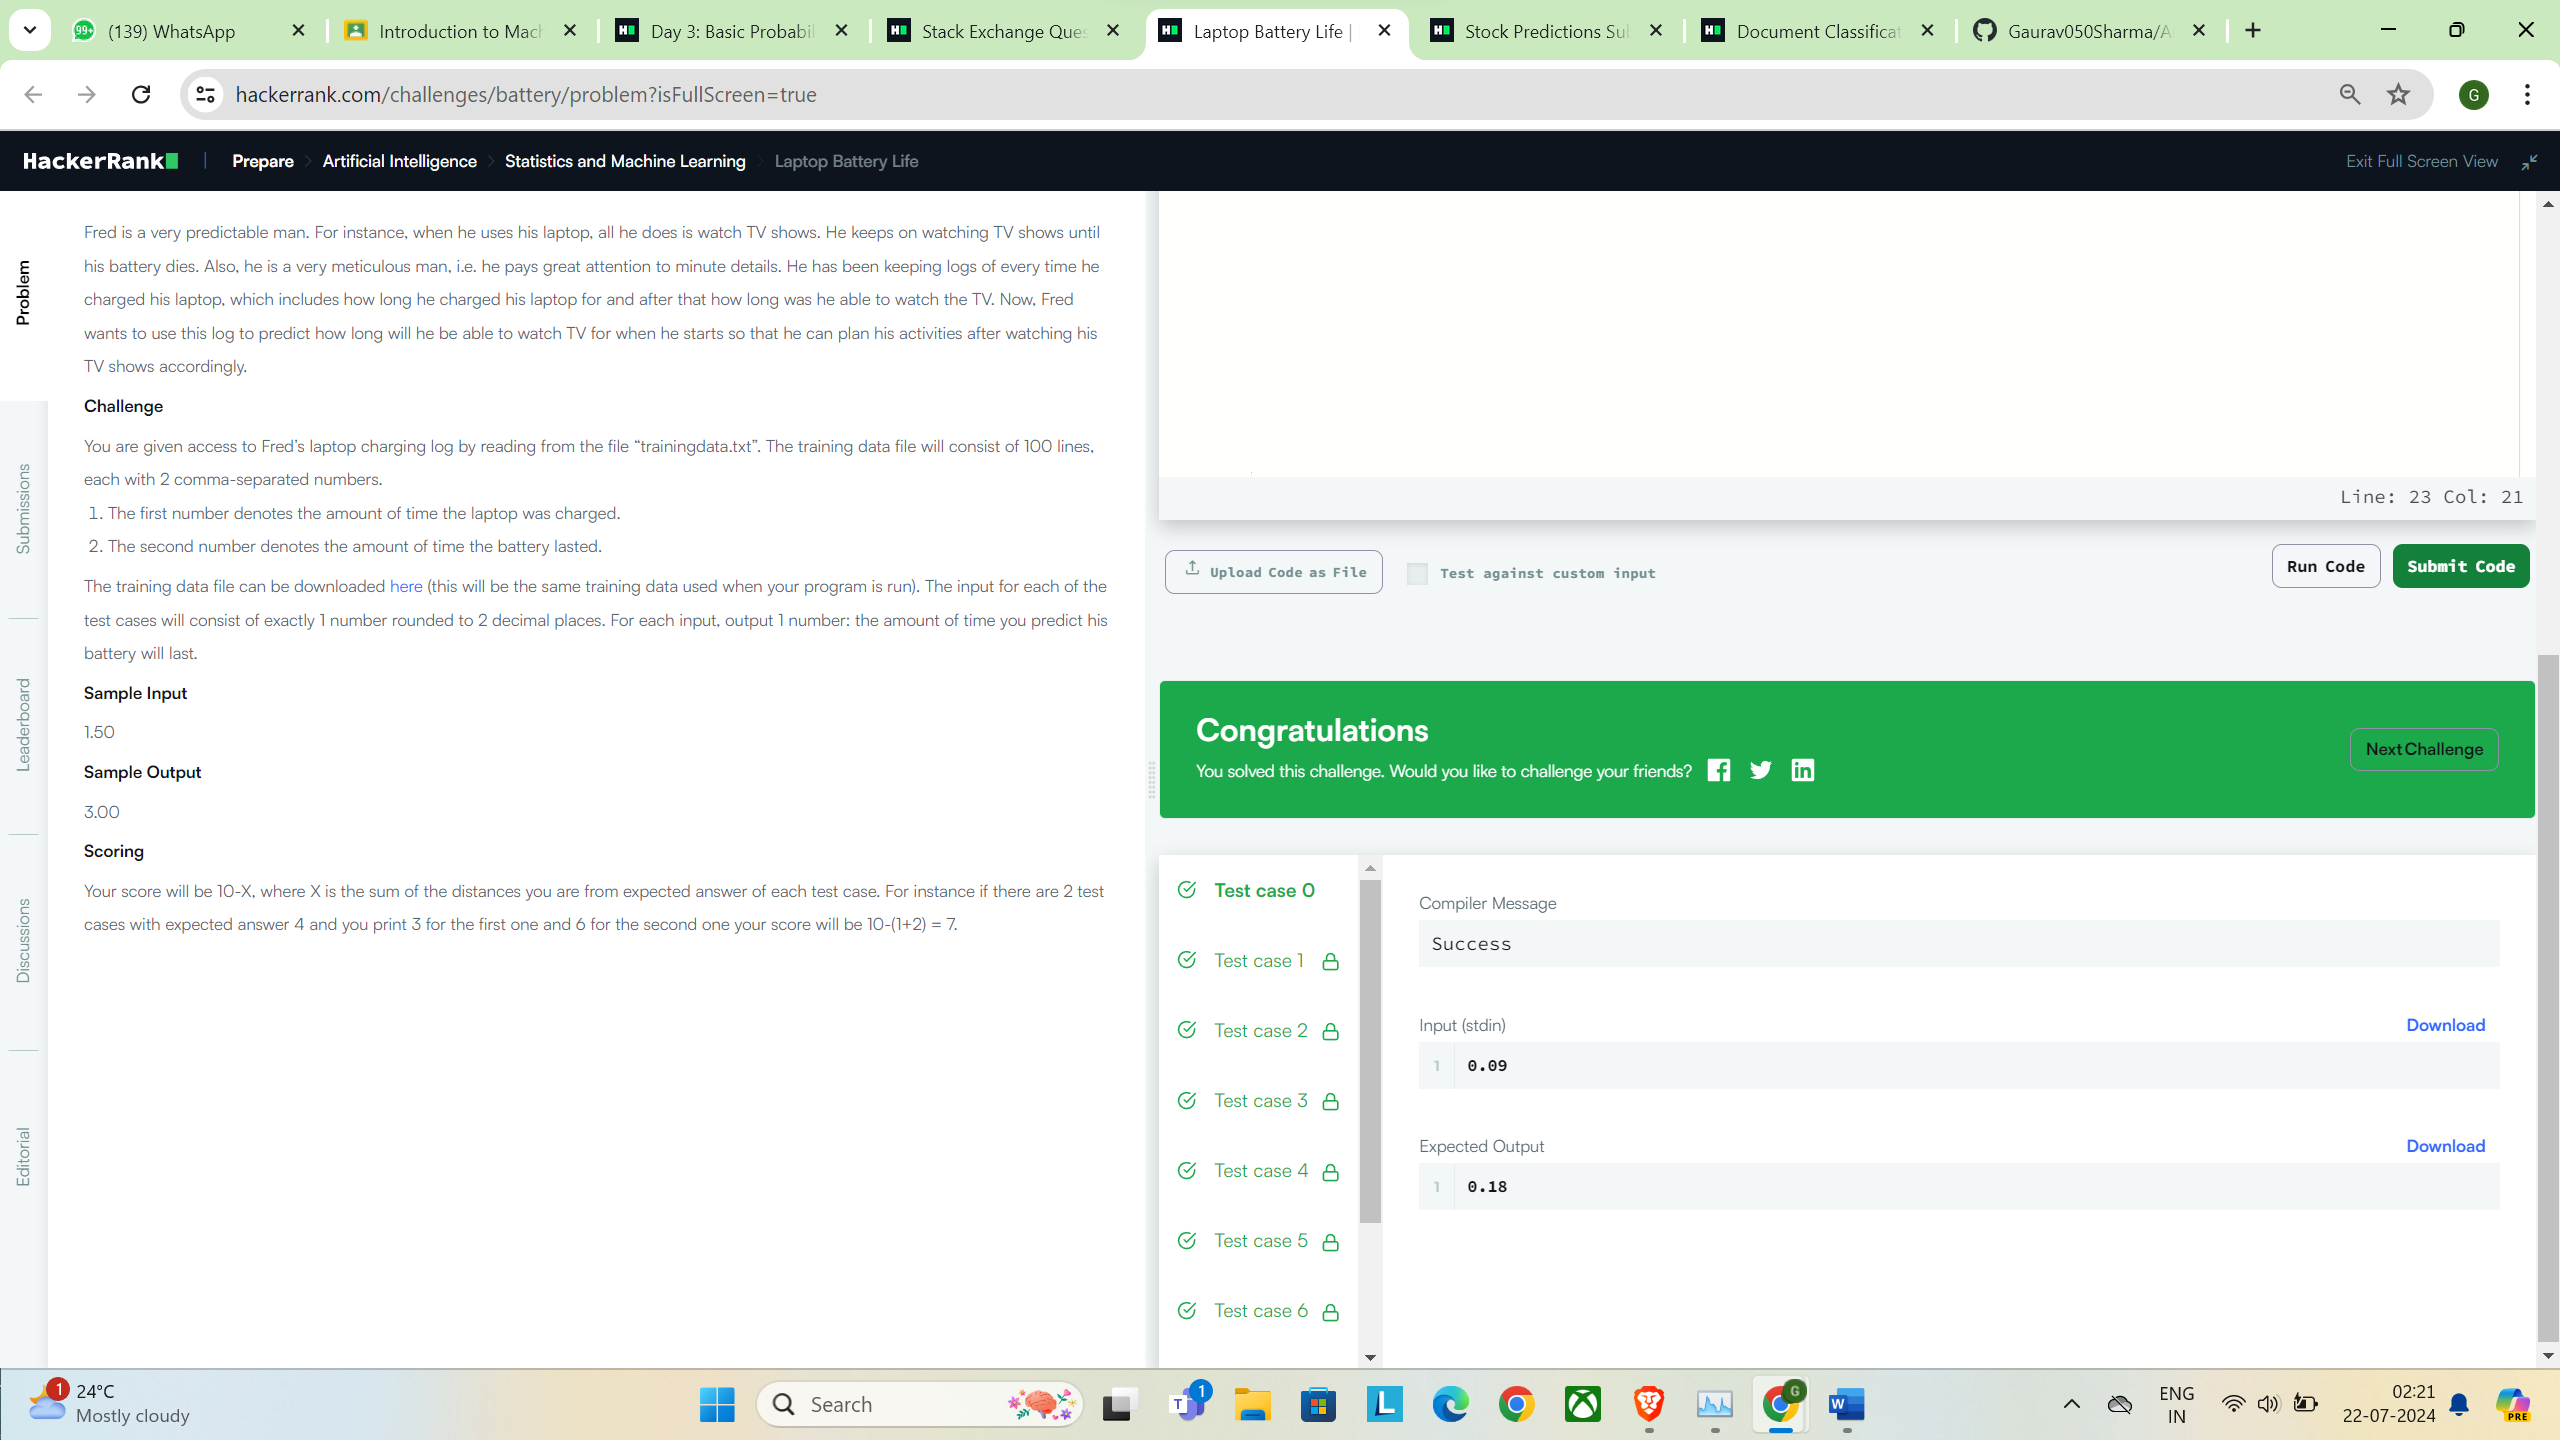 99+ (139) WhatsApp
Introduction to Mach
Day 3: Basic Probabil
Stack Exchange Ques
Laptop Battery Life |
Stock Predictions Sub
Document Classificat
Gaurav050Sharma/A
hackerrank.com/challenges/battery/problem?isFullScreen=true
G
HackerRank | Prepare > Artificial Intelligence > Statistics and Machine Learning > Laptop Battery Life
Exit Full Screen View
Problem
Submissions
Leaderboard
Discussions
Editorial
Fred is a very predictable man. For instance, when he uses his laptop, all he does is watch TV shows. He keeps on watching TV shows until
his battery dies. Also, he is a very meticulous man, i.e. he pays great attention to minute details. He has been keeping logs of every time he
charged his laptop, which includes how long he charged his laptop for and after that how long was he able to watch the TV. Now, Fred
wants to use this log to predict how long will he be able to watch TV for when he starts so that he can plan his activities after watching his
TV shows accordingly.
Challenge
You are given access to Fred’s laptop charging log by reading from the file “trainingdata.txt”. The training data file will consist of 100 lines,
each with 2 comma-separated numbers.
1. The first number denotes the amount of time the laptop was charged.
2. The second number denotes the amount of time the battery lasted.
The training data file can be downloaded here (this will be the same training data used when your program is run). The input for each of the
test cases will consist of exactly 1 number rounded to 2 decimal places. For each input, output 1 number: the amount of time you predict his
battery will last.
Sample Input
1.50
Sample Output
3.00
Scoring
Your score will be 10-X, where X is the sum of the distances you are from expected answer of each test case. For instance if there are 2 test
cases with expected answer 4 and you print 3 for the first one and 6 for the second one your score will be 10-(1+2) = 7.
Line: 23 Col: 21
Upload Code as File
Test against custom input
Run Code
Submit Code
Congratulations
You solved this challenge. Would you like to challenge your friends?
Next Challenge
Test case 0
Test case 1
Test case 2
Test case 3
Test case 4
Test case 5
Test case 6
Compiler Message
Success
Input (stdin)
Download
1 0.09
Expected Output
Download
1 0.18
1
24°C
Mostly cloudy
Search
T 1
L
G
W
ENG
IN
02:21
22-07-2024
PRE